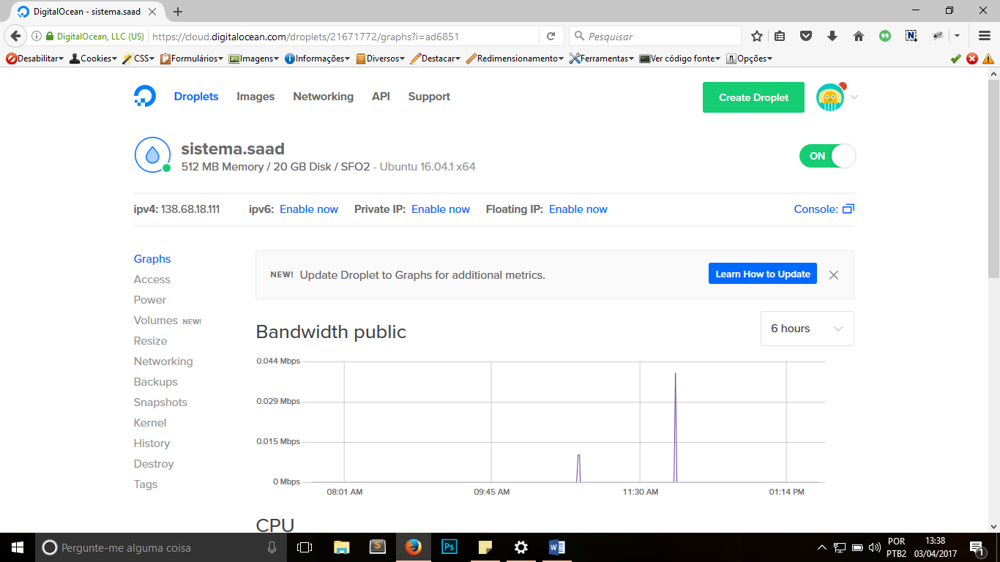 DigitalOcean - sistema.saad
DigitalOcean, LLC (US) https://cloud.digitalocean.com/droplets/21671772/graphs?i=ad6851 Pesquisar
Desabilitar Cookies CSS Formulários Imagens Informações Diversos Destacar Redimensionamento Ferramentas Ver código fonte Opções
Droplets Images Networking API Support Create Droplet
sistema.saad
512 MB Memory / 20 GB Disk / SFO2 - Ubuntu 16.04.1 x64
ON
ipv4: 138.68.18.111 ipv6: Enable now Private IP: Enable now Floating IP: Enable now Console:
Graphs
Access
Power
Volumes NEW!
Resize
Networking
Backups
Snapshots
Kernel
History
Destroy
Tags
NEW! Update Droplet to Graphs for additional metrics. Learn How to Update
Bandwidth public
6 hours
0.044 Mbps
0.029 Mbps
0.015 Mbps
0 Mbps
08:01 AM 09:45 AM 11:30 AM 01:14 PM
CPU
Pergunte-me alguma coisa
S
Ps
W
POR
PTB2
13:38
03/04/2017
1